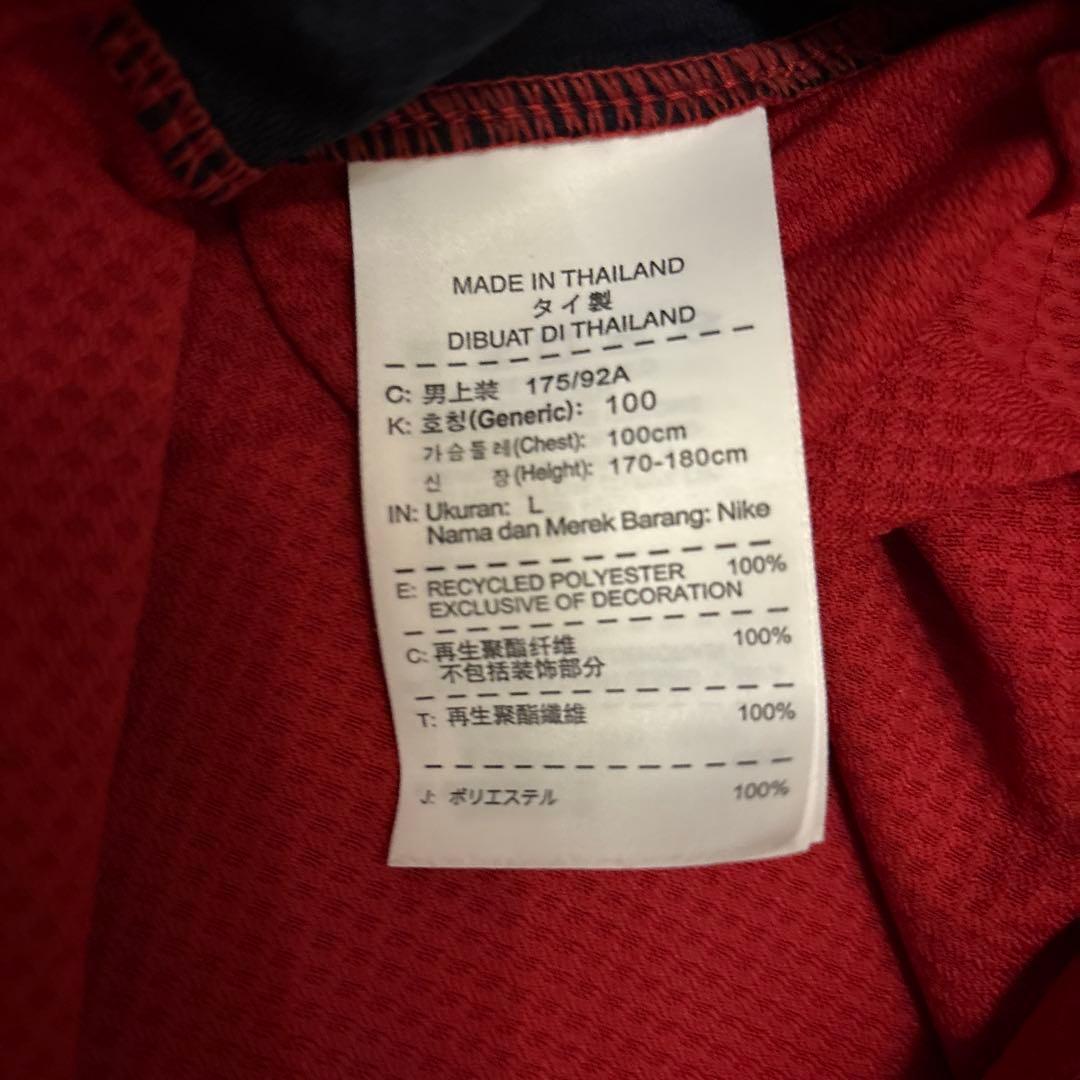 MADE IN THAILAND
タイ製
DIBUAT DI THAILAND
C: 男上装 175/92A
K: 호칭(Generic): 100
가슴둘레(Chest): 100cm
신 장(Height): 170-180cm
IN: Ukuran: L
Nama dan Merek Barang: Nike
E: RECYCLED POLYESTER 100%
EXCLUSIVE OF DECORATION
C: 再生聚酯纤维 100%
不包括装饰部分
T: 再生聚酯纖維 100%
J: ポリエステル 100%